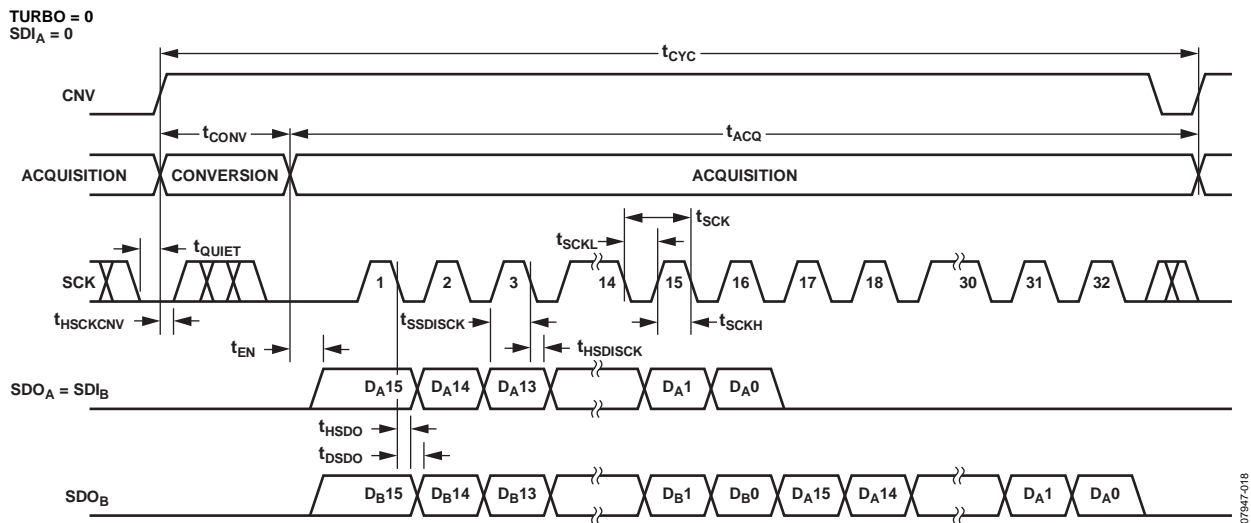 TURBO = 0
SDIA = 0
tCYC
CNV
tCONV
tACQ
ACQUISITION
CONVERSION
ACQUISITION
tSCK
tSCKL
tQUIET
SCK
1 2 3 14 15 16 17 18 30 31 32
tHSCKCNV
tSSDISCK
tSCKH
tEN
tHSDISCK
SDOA = SDIB
DA15 DA14 DA13 DA1 DA0
tHSDO
tDSDO
SDOB
DB15 DB14 DB13 DB1 DB0 DA15 DA14 DA1 DA0
07947-018